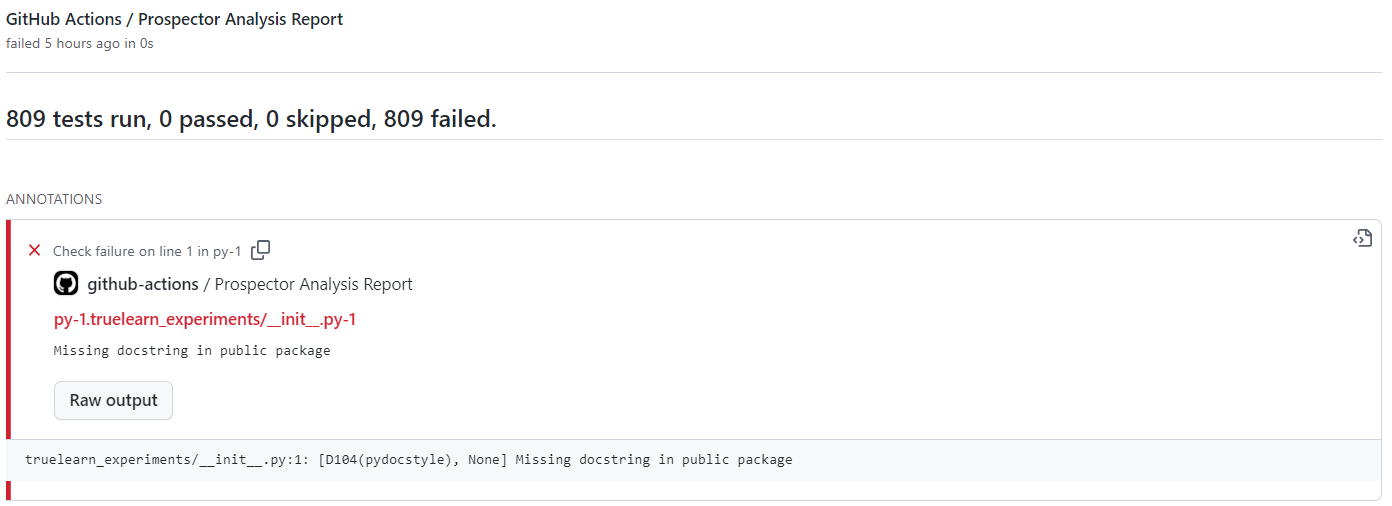 GitHub Actions / Prospector Analysis Report
failed 5 hours ago in 0s
809 tests run, 0 passed, 0 skipped, 809 failed.
ANNOTATIONS
Check failure on line 1 in py-1
github-actions / Prospector Analysis Report
py-1.truelearn_experiments/__init__.py-1
Missing docstring in public package
Raw output
truelearn_experiments/__init__.py:1: [D104(pydocstyle), None] Missing docstring in public package